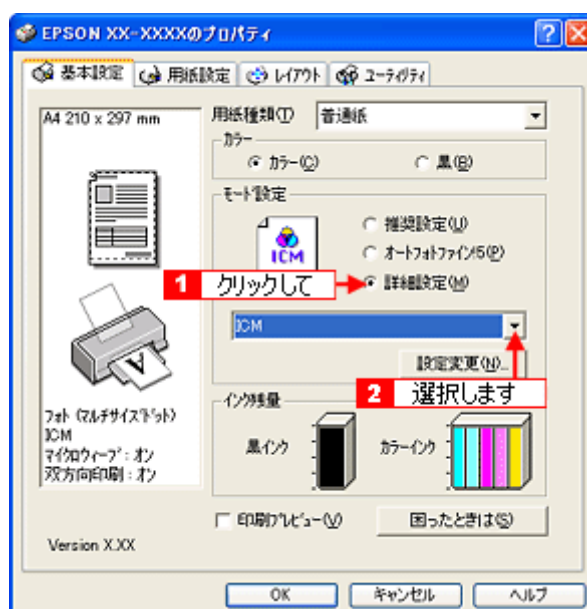 EPSON XX-XXXXのプロパティ
基本設定 用紙設定 レイアウト ユーティリティ
A4 210 x 297 mm
用紙種類(T) 普通紙
カラー
カラー(C) 黒(B)
モード設定
ICM
推奨設定(U)
オートフォトファイン!5(P)
1 クリックして 詳細設定(M)
ICM
設定変更(N)...
2 選択します
フォト (マルチサイズドット)
ICM
マイクロウィーブ : オン
双方向印刷 : オン
インク残量
黒インク カラーインク
印刷プレビュー(V) 困ったときは(S)
Version X.XX
OK キャンセル ヘルプ